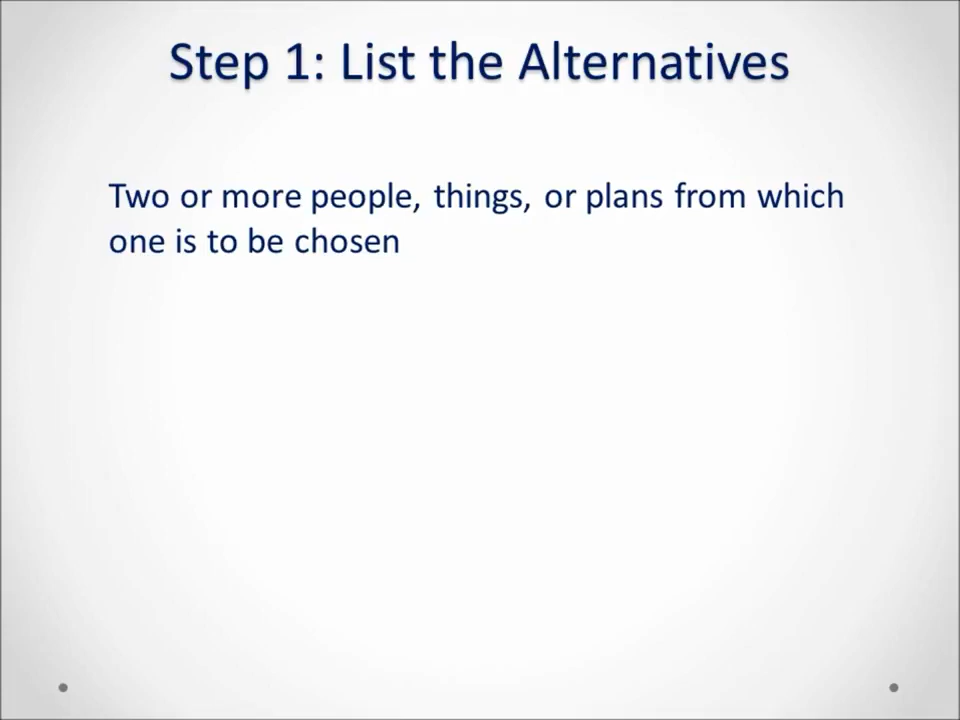 Step 1: List the Alternatives
Two or more people, things, or plans from which
one is to be chosen